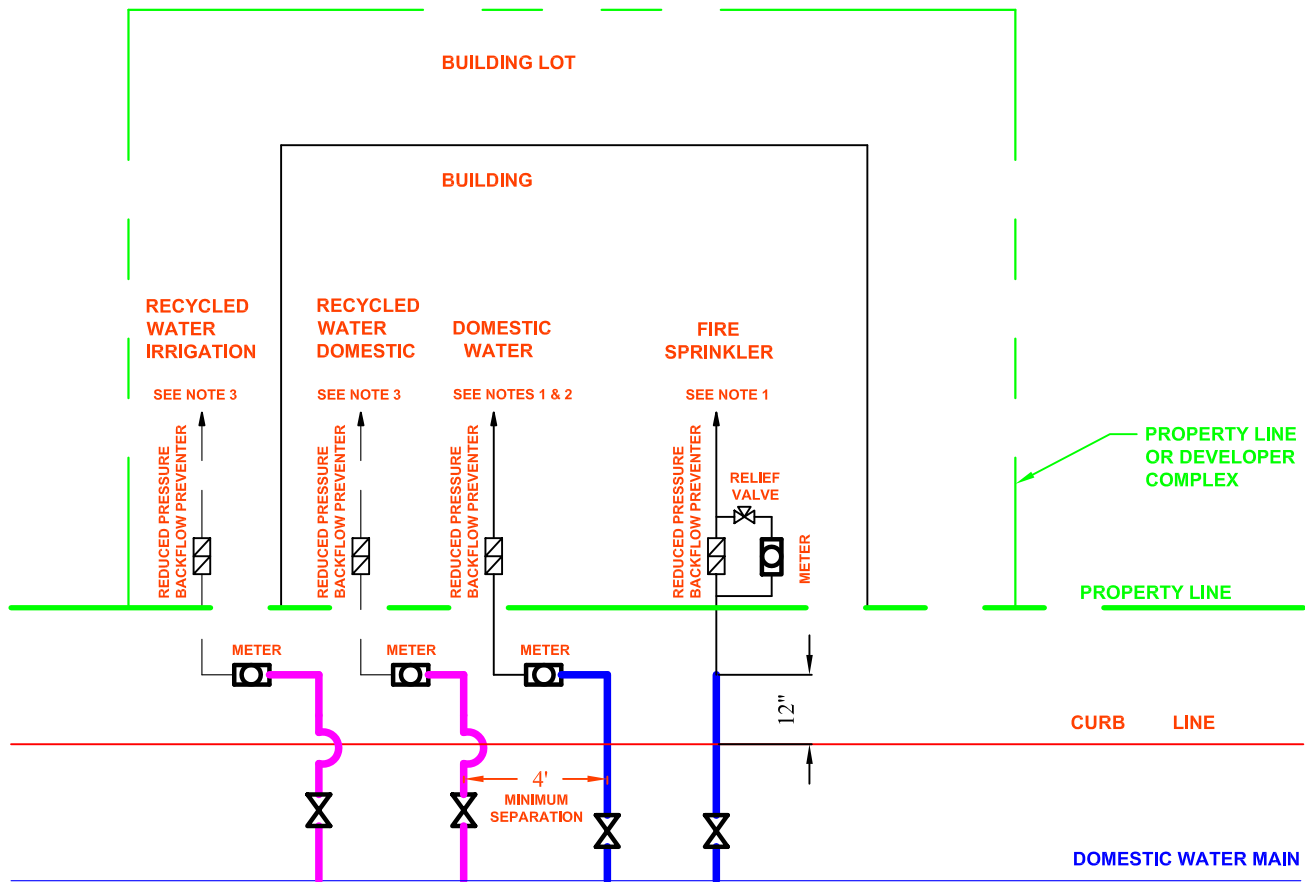 BUILDING LOT
BUILDING
RECYCLED
WATER
IRRIGATION
SEE NOTE 3
RECYCLED
WATER
DOMESTIC
SEE NOTE 3
DOMESTIC
WATER
SEE NOTES 1 & 2
FIRE
SPRINKLER
SEE NOTE 1
REDUCED PRESSURE
BACKFLOW PREVENTER
REDUCED PRESSURE
BACKFLOW PREVENTER
REDUCED PRESSURE
BACKFLOW PREVENTER
REDUCED PRESSURE
BACKFLOW PREVENTER
RELIEF
VALVE
METER
PROPERTY LINE
OR DEVELOPER
COMPLEX
PROPERTY LINE
METER
METER
METER
12"
CURB LINE
4'
MINIMUM
SEPARATION
DOMESTIC WATER MAIN